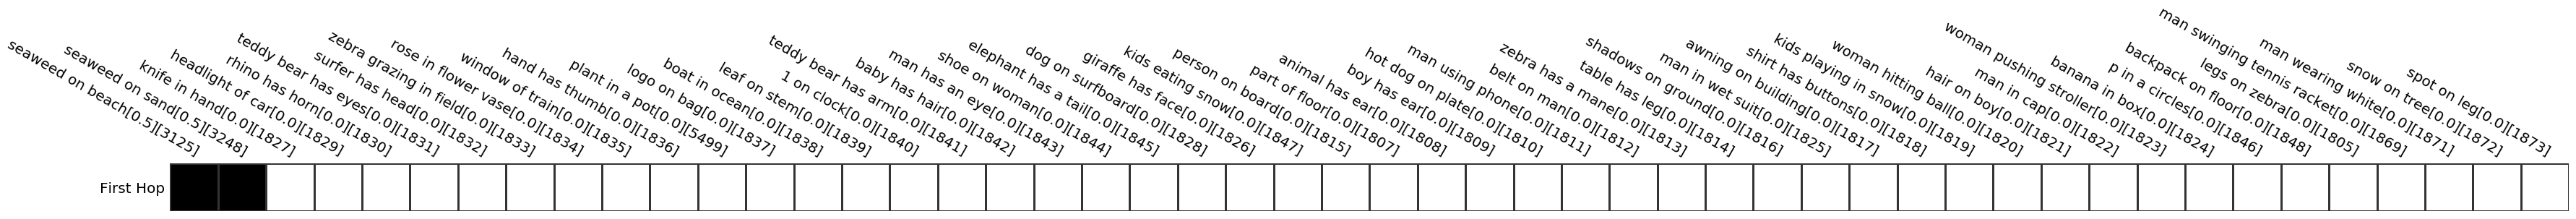 seaweed on beach[0.5][3125]
seaweed on sand[0.5][3248]
knife in hand[0.0][1827]
headlight of car[0.0][1829]
rhino has horn[0.0][1830]
teddy bear has eyes[0.0][1831]
surfer has head[0.0][1832]
zebra grazing in field[0.0][1833]
rose in flower vase[0.0][1834]
window of train[0.0][1835]
hand has thumb[0.0][1836]
plant in a pot[0.0][5499]
logo on bag[0.0][1837]
boat in ocean[0.0][1838]
leaf on stem[0.0][1839]
1 on clock[0.0][1840]
teddy bear has arm[0.0][1841]
baby has hair[0.0][1842]
man has an eye[0.0][1843]
shoe on woman[0.0][1844]
elephant has a tail[0.0][1845]
dog on surfboard[0.0][1828]
giraffe has face[0.0][1826]
kids eating snow[0.0][1847]
person on board[0.0][1815]
part of floor[0.0][1807]
animal has ear[0.0][1808]
boy has ear[0.0][1809]
hot dog on plate[0.0][1810]
man using phone[0.0][1811]
belt on man[0.0][1812]
zebra has a mane[0.0][1813]
table has leg[0.0][1814]
shadows on ground[0.0][1816]
man in wet suit[0.0][1825]
awning on building[0.0][1817]
shirt has buttons[0.0][1818]
kids playing in snow[0.0][1819]
woman hitting ball[0.0][1820]
hair on boy[0.0][1821]
man in cap[0.0][1822]
woman pushing stroller[0.0][1823]
banana in box[0.0][1824]
p in a circles[0.0][1846]
backpack on floor[0.0][1848]
legs on zebra[0.0][1805]
man swinging tennis racket[0.0][1869]
man wearing white[0.0][1871]
snow on tree[0.0][1872]
spot on leg[0.0][1873]
First Hop